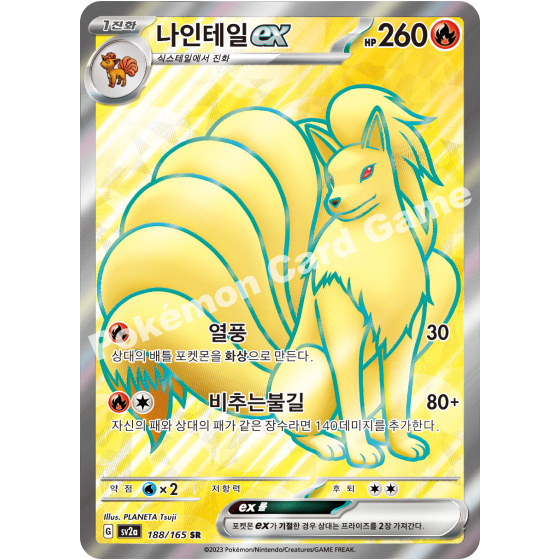 1진화
나인테일 ex
HP 260
식스테일에서 진화
Pokémon Card Game
열풍 30
상대의 배틀 포켓몬을 화상으로 만든다.
비추는불길 80+
자신의 패와 상대의 패가 같은 장수라면 140데미지를 추가한다.
약점 ×2 저항력 후퇴
ex 룰
포켓몬 ex가 기절한 경우 상대는 프라이즈를 2장 가져간다.
Illus. PLANETA Tsuji
G sv2a 188/165 SR
©2023 Pokémon/Nintendo/Creatures/GAME FREAK.